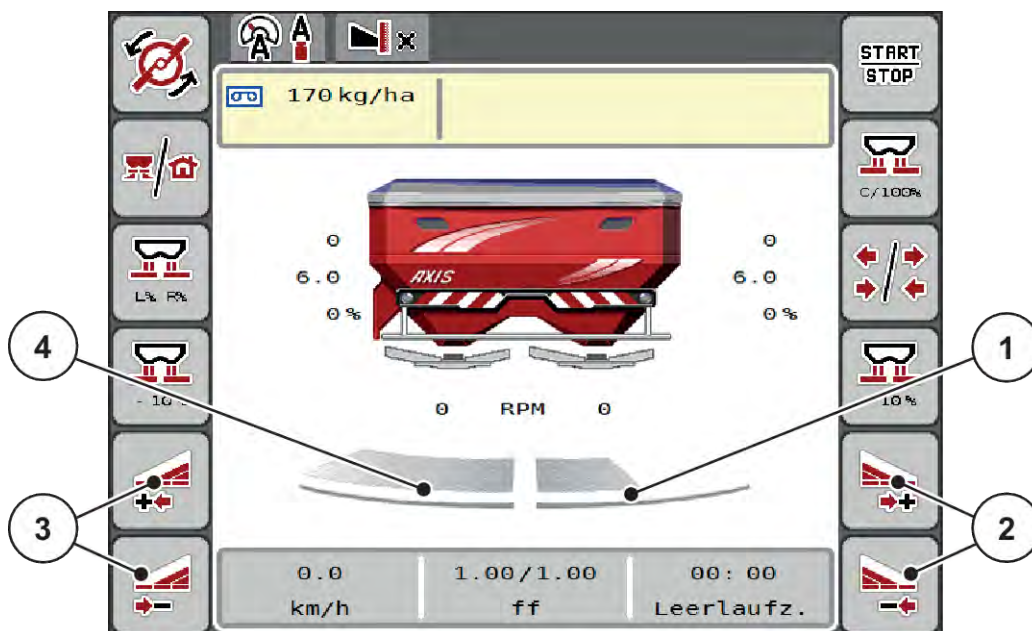 A A x
START
STOP
170 kg/ha
C/100%
0 0
6.0 AXIS 6.0
L% R%
0% 0%
4 1
- 10
10 %
0 RPM 0
3 2
0.0 1.00/1.00 00:00
km/h ff Leerlaufz.